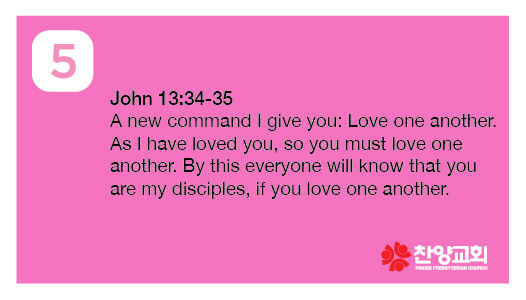 5
John 13:34-35
A new command I give you: Love one another.
As I have loved you, so you must love one
another. By this everyone will know that you
are my disciples, if you love one another.
찬양교회
PRAISE PRESBYTERIAN CHURCH